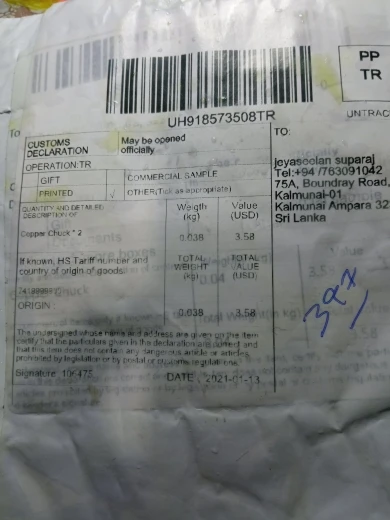 PP
TR
UNTRAC
UH918573508TR
To
CUSTOMS
DECLARATION
May be opened
officially
OPERATION:TR
GIFT
COMMERCIAL SAMPLE
PRINTED
√
OTHER(Tick as appropriate)
QUANTITY AND DETAILED
DESCRIPTION OF
Weigth
(kg)
Value
(USD)
Copper Chuck * 2
0.038
3.58
If known, HS Tariff number and
country of origin of goods
TOTAL
WEIGHT
(kg)
TOTAL
VALUE
(USD)
ORIGIN :
0.038
3.58
The undersigned whose name and address are given on the item
certify that the particulars given in the declaration are correct and
that this item does not contain any dangerous article or articles
prohibited by legislation or by postal or customs regulations.
Signature
DATE : 2021-01-13
TO:
jeyaseelan suparaj
Tel:+94 /763091042
75A, Boundray Road,
Kalmunai-01
Kalmunai Ampara 32
Sri Lanka